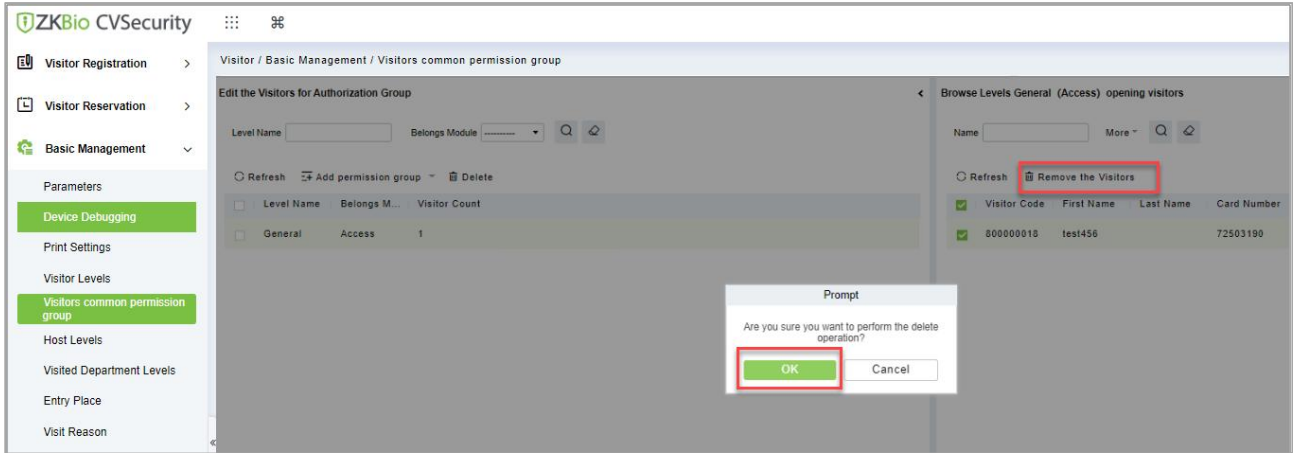 ZKBio CVSecurity
Visitor Registration
Visitor Reservation
Basic Management
Parameters
Device Debugging
Print Settings
Visitor Levels
Visitors common permission
group
Host Levels
Visited Department Levels
Entry Place
Visit Reason
Visitor / Basic Management / Visitors common permission group
Edit the Visitors for Authorization Group
Level Name
Belongs Module ----------
Refresh Add permission group Delete
Level Name Belongs M... Visitor Count
General Access 1
Browse Levels General (Access) opening visitors
Name More
Refresh Remove the Visitors
Visitor Code First Name Last Name Card Number
800000018 test456 72503190
Prompt
Are you sure you want to perform the delete
operation?
OK Cancel